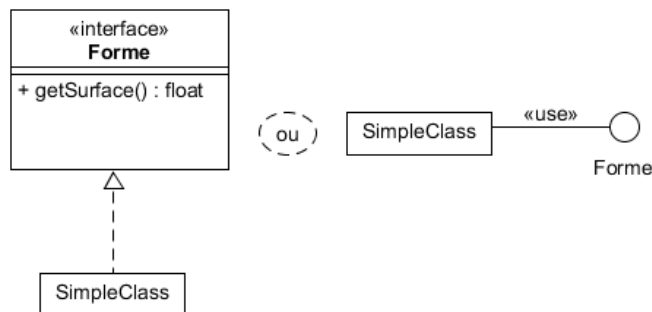 «interface»
Forme
+ getSurface() : float
SimpleClass
ou
SimpleClass
«use»
Forme